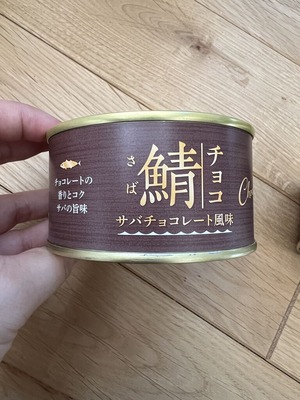 チョコレートの
香りとコク
サバの旨味
鯖
さば
チョコ
サバチョコレート風味